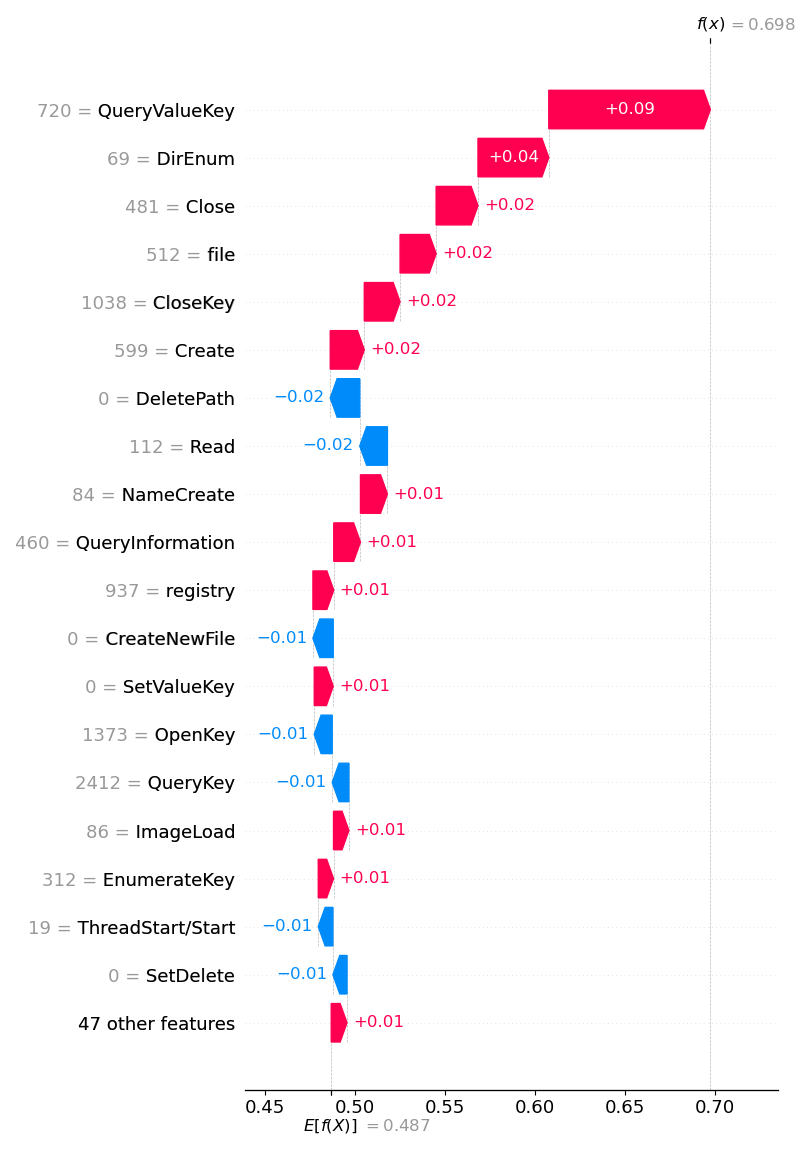 f(x) = 0.698
720 = QueryValueKey +0.09
69 = DirEnum +0.04
481 = Close +0.02
512 = file +0.02
1038 = CloseKey +0.02
599 = Create +0.02
0 = DeletePath −0.02
112 = Read −0.02
84 = NameCreate +0.01
460 = QueryInformation +0.01
937 = registry +0.01
0 = CreateNewFile −0.01
0 = SetValueKey +0.01
1373 = OpenKey −0.01
2412 = QueryKey −0.01
86 = ImageLoad +0.01
312 = EnumerateKey +0.01
19 = ThreadStart/Start −0.01
0 = SetDelete −0.01
47 other features +0.01
0.45 0.50 0.55 0.60 0.65 0.70
E[f(X)] = 0.487